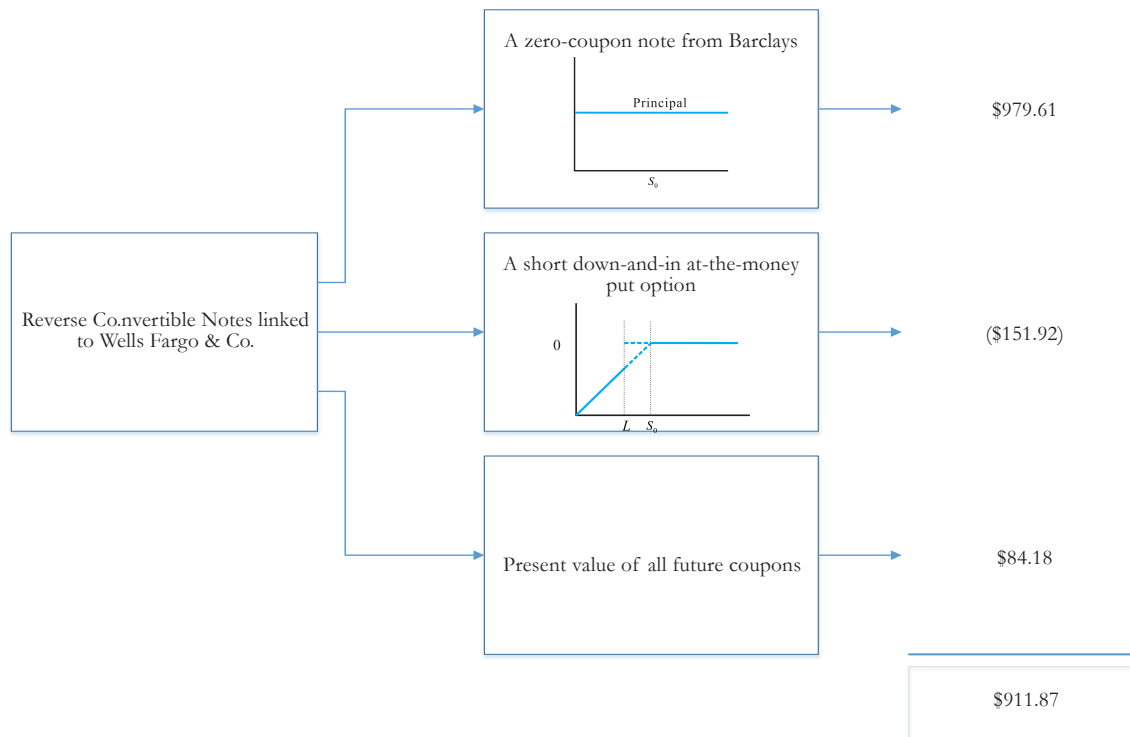 A zero-coupon note from Barclays
Principal
S₀
$979.61
Reverse Co.nvertible Notes linked
to Wells Fargo & Co.
A short down-and-in at-the-money
put option
0
L S₀
($151.92)
Present value of all future coupons
$84.18
$911.87